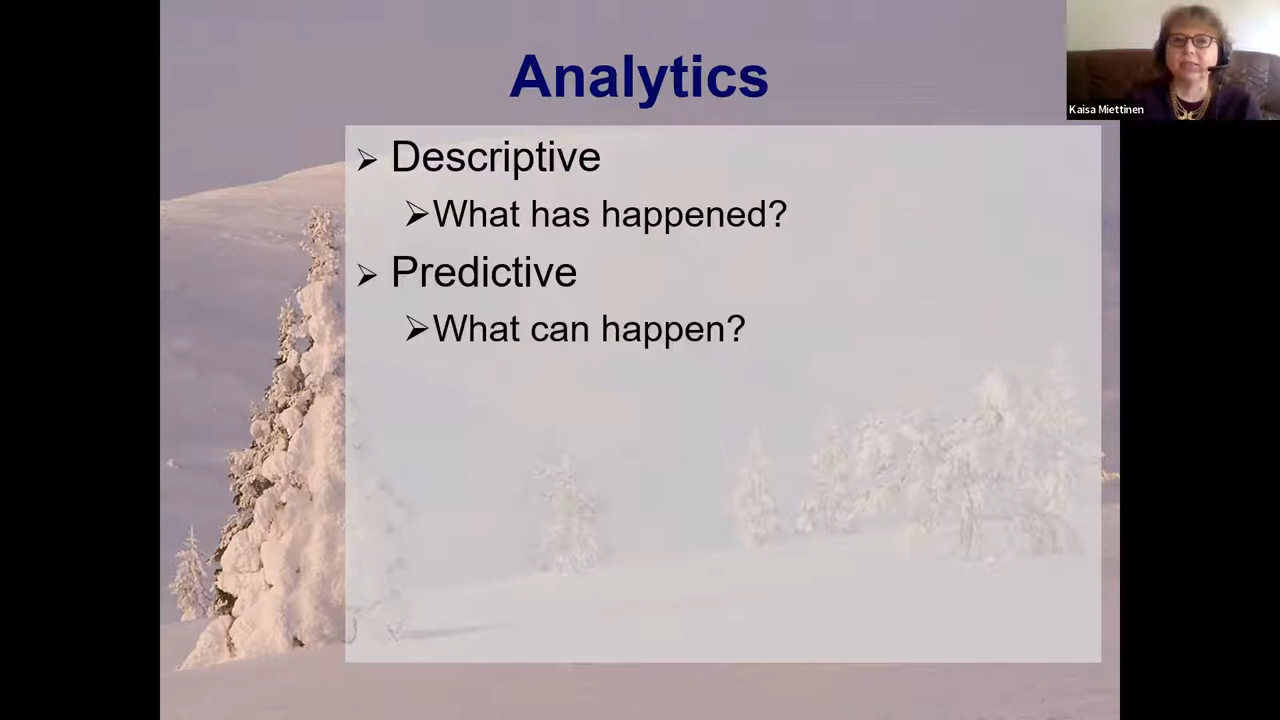 Analytics
Kaisa Miettinen
➢ Descriptive
➢What has happened?
➢ Predictive
➢What can happen?